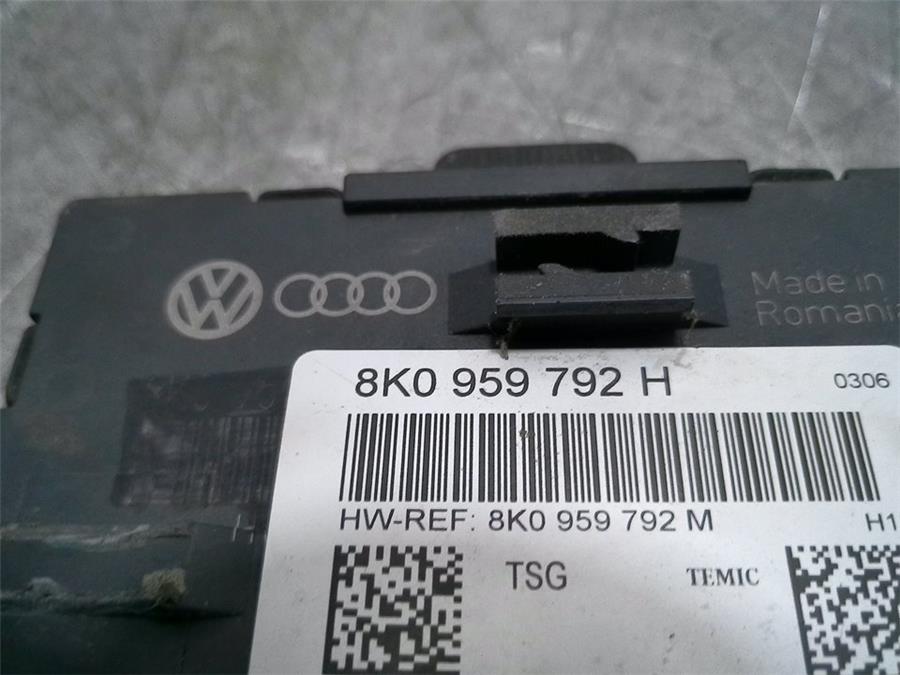 Made in
Romania
8K0 959 792 H
0306
HW-REF: 8K0 959 792 M
H1
TSG
TEMIC